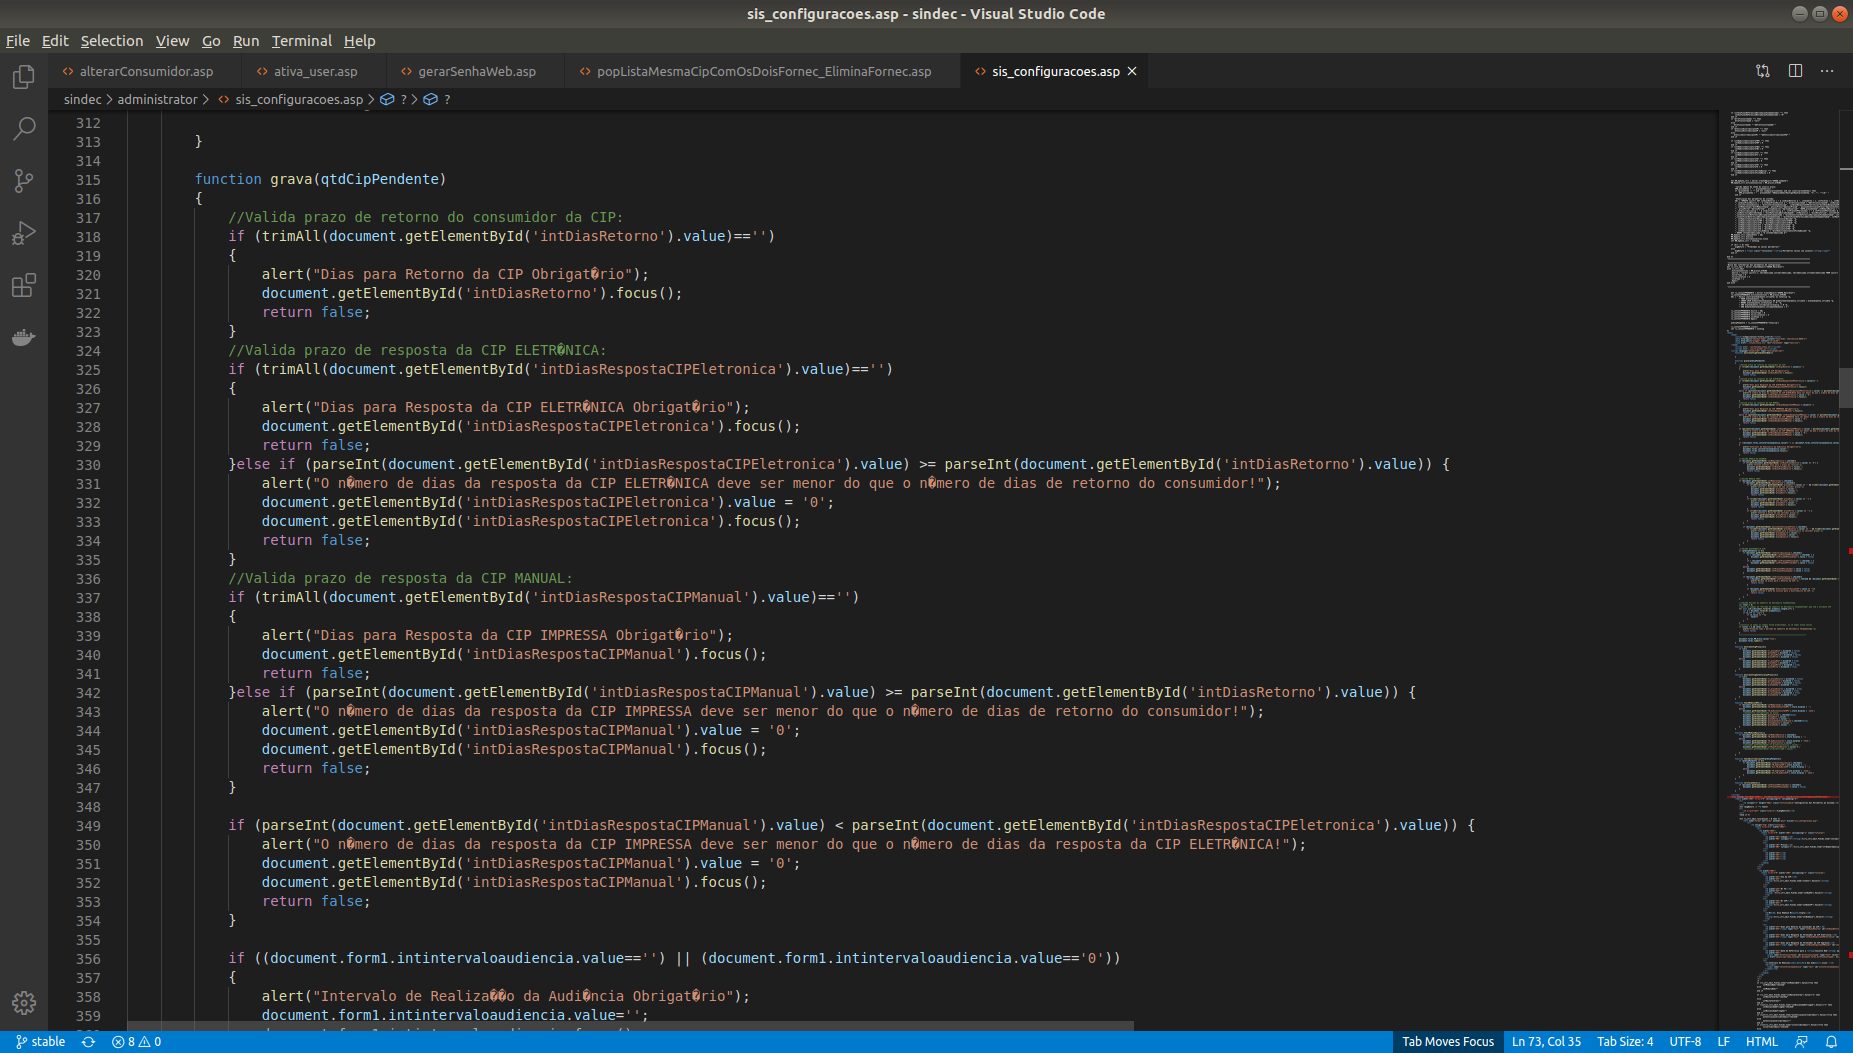 sis_configuracoes.asp - sindec - Visual Studio Code
File Edit Selection View Go Run Terminal Help
alterarConsumidor.asp ativa_user.asp gerarSenhaWeb.asp popListaMesmaCipComOsDoisFornec_EliminaFornec.asp sis_configuracoes.asp
sindec > administrator > sis_configuracoes.asp > ? > ?
312
313 }
314
315 function grava(qtdCipPendente)
316 {
317 //Valida prazo de retorno do consumidor da CIP:
318 if (trimAll(document.getElementById('intDiasRetorno').value)=='')
319 {
320 alert("Dias para Retorno da CIP Obrigat�rio");
321 document.getElementById('intDiasRetorno').focus();
322 return false;
323 }
324 //Valida prazo de resposta da CIP ELETR�NICA:
325 if (trimAll(document.getElementById('intDiasRespostaCIPEletronica').value)=='')
326 {
327 alert("Dias para Resposta da CIP ELETR�NICA Obrigat�rio");
328 document.getElementById('intDiasRespostaCIPEletronica').focus();
329 return false;
330 }else if (parseInt(document.getElementById('intDiasRespostaCIPEletronica').value) >= parseInt(document.getElementById('intDiasRetorno').value)) {
331 alert("O n�mero de dias da resposta da CIP ELETR�NICA deve ser menor do que o n�mero de dias de retorno do consumidor!");
332 document.getElementById('intDiasRespostaCIPEletronica').value = '0';
333 document.getElementById('intDiasRespostaCIPEletronica').focus();
334 return false;
335 }
336 //Valida prazo de resposta da CIP MANUAL:
337 if (trimAll(document.getElementById('intDiasRespostaCIPManual').value)=='')
338 {
339 alert("Dias para Resposta da CIP IMPRESSA Obrigat�rio");
340 document.getElementById('intDiasRespostaCIPManual').focus();
341 return false;
342 }else if (parseInt(document.getElementById('intDiasRespostaCIPManual').value) >= parseInt(document.getElementById('intDiasRetorno').value)) {
343 alert("O n�mero de dias da resposta da CIP IMPRESSA deve ser menor do que o n�mero de dias de retorno do consumidor!");
344 document.getElementById('intDiasRespostaCIPManual').value = '0';
345 document.getElementById('intDiasRespostaCIPManual').focus();
346 return false;
347 }
348
349 if (parseInt(document.getElementById('intDiasRespostaCIPManual').value) < parseInt(document.getElementById('intDiasRespostaCIPEletronica').value)) {
350 alert("O n�mero de dias da resposta da CIP IMPRESSA deve ser menor do que o n�mero de dias da resposta da CIP ELETR�NICA!");
351 document.getElementById('intDiasRespostaCIPManual').value = '0';
352 document.getElementById('intDiasRespostaCIPManual').focus();
353 return false;
354 }
355
356 if ((document.form1.intintervaloaudiencia.value=='') || (document.form1.intintervaloaudiencia.value=='0'))
357 {
358 alert("Intervalo de Realiza��o da Audi�ncia Obrigat�rio");
359 document.form1.intintervaloaudiencia.value='';
stable 8 0 Tab Moves Focus Ln 73, Col 35 Tab Size: 4 UTF-8 LF HTML